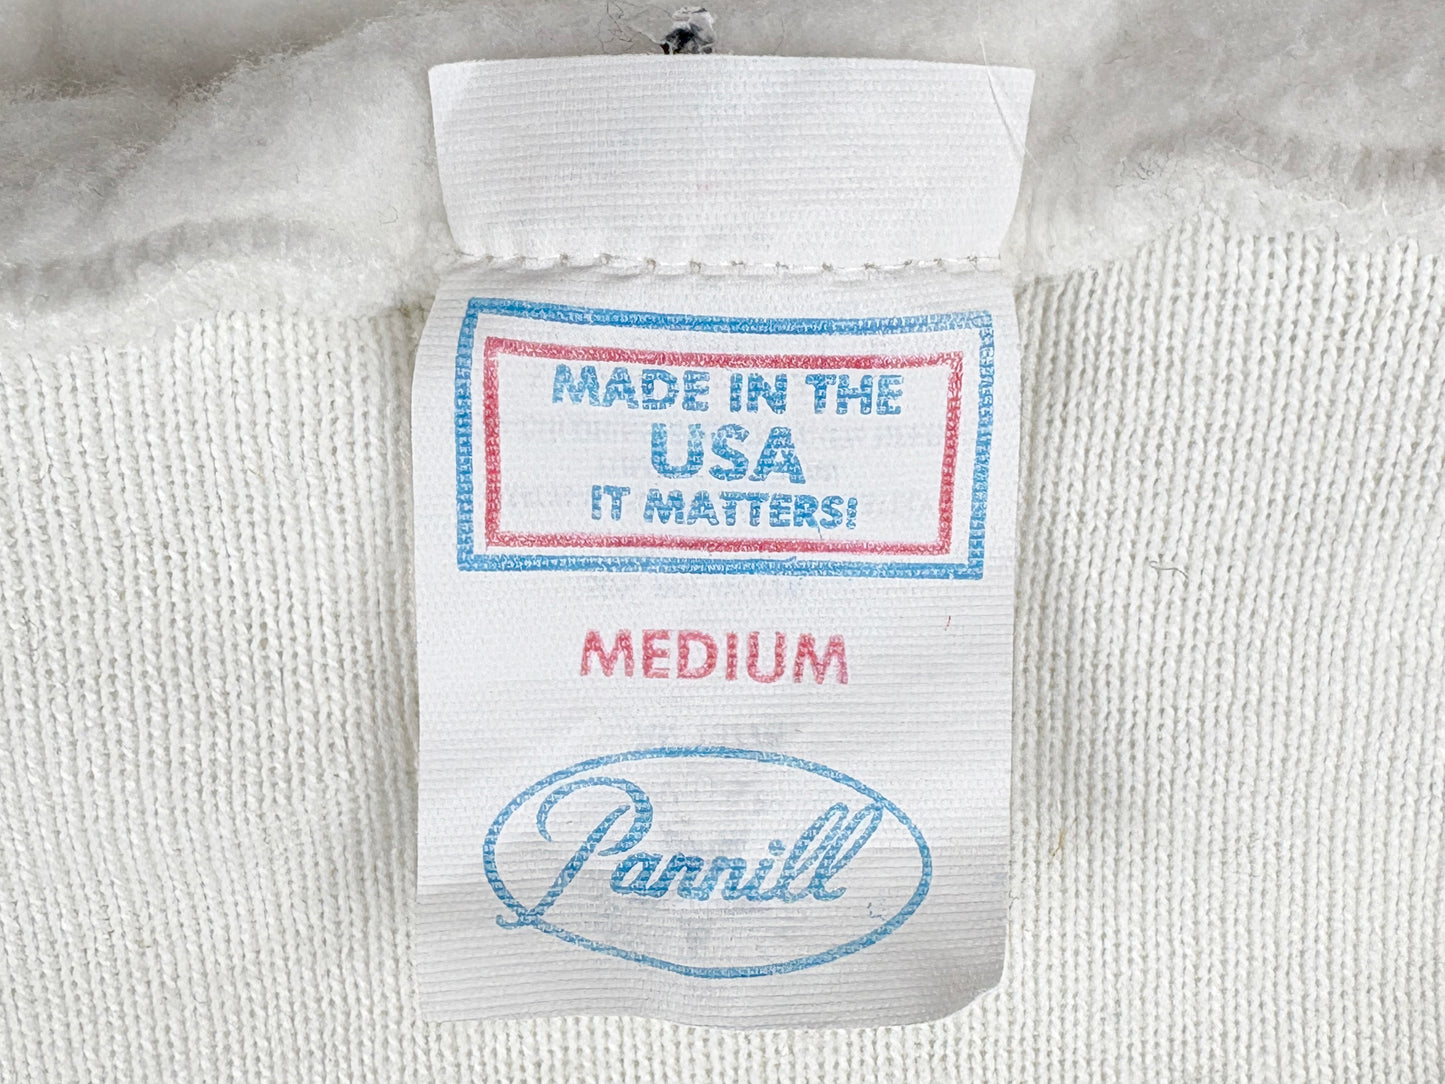 MADE IN THE
USA
IT MATTERS!
MEDIUM
Pannill